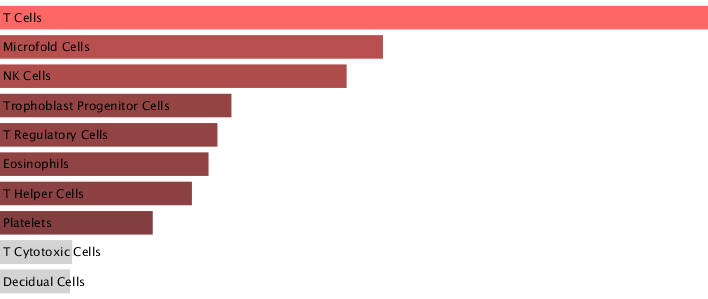 T Cells
Microfold Cells
NK Cells
Trophoblast Progenitor Cells
T Regulatory Cells
Eosinophils
T Helper Cells
Platelets
T Cytotoxic Cells
Decidual Cells